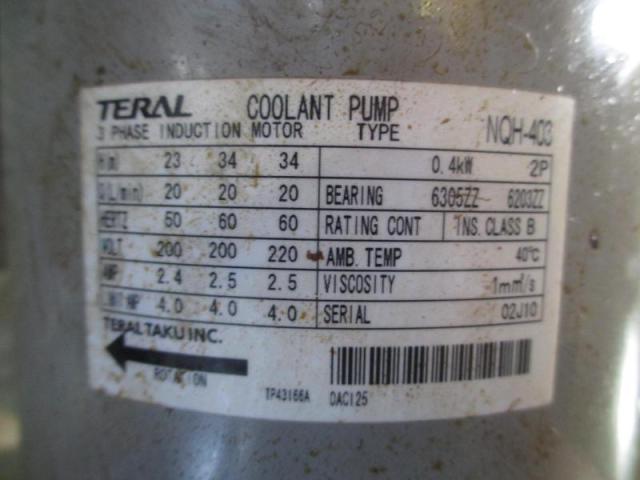 TERAL COOLANT PUMP
3 PHASE INDUCTION MOTOR TYPE NQH-403
H(m) 23 34 34 0.4kW 2P
Q(L/min) 20 20 20 BEARING 6305ZZ 6203ZZ
HERTZ 50 60 60 RATING CONT INS. CLASS B
VOLT 200 200 220 AMB. TEMP 40℃
AMP 2.4 2.5 2.5 VISCOSITY 1mm²/s
4.0 4.0 4.0 SERIAL 02J10
TERAL TAKU INC.
ROTATION
TP43166A DAC125